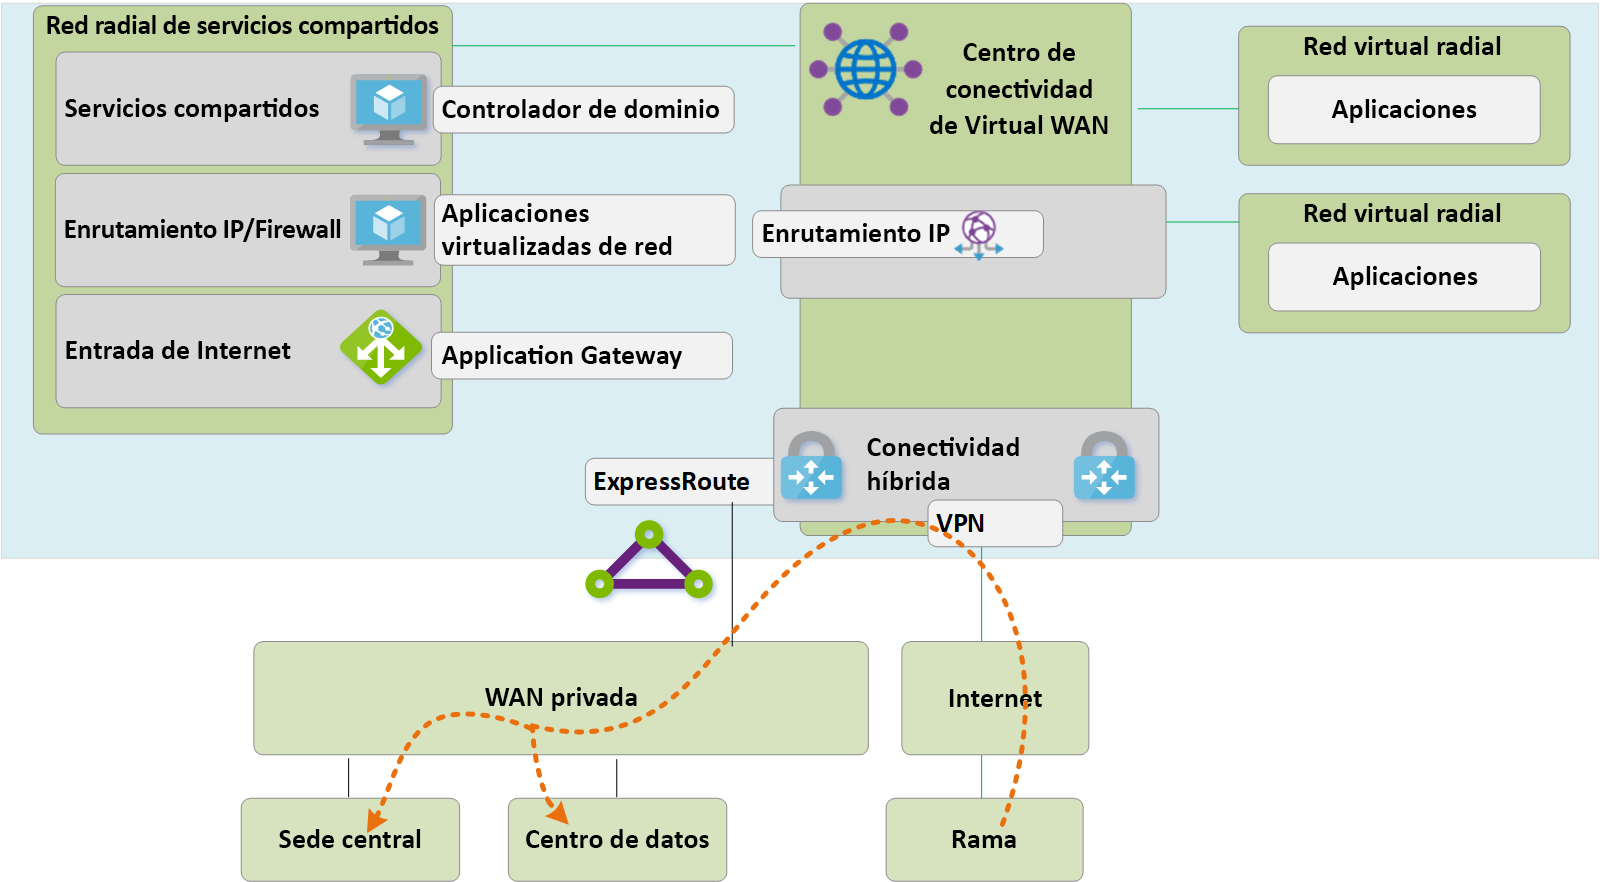 Red radial de servicios compartidos
Servicios compartidos
Controlador de dominio
Enrutamiento IP/Firewall
Aplicaciones
virtualizadas de red
Entrada de Internet
Application Gateway
Centro de
conectividad
de Virtual WAN
Enrutamiento IP
Red virtual radial
Aplicaciones
Red virtual radial
Aplicaciones
ExpressRoute
Conectividad
híbrida
VPN
WAN privada
Internet
Sede central
Centro de datos
Rama